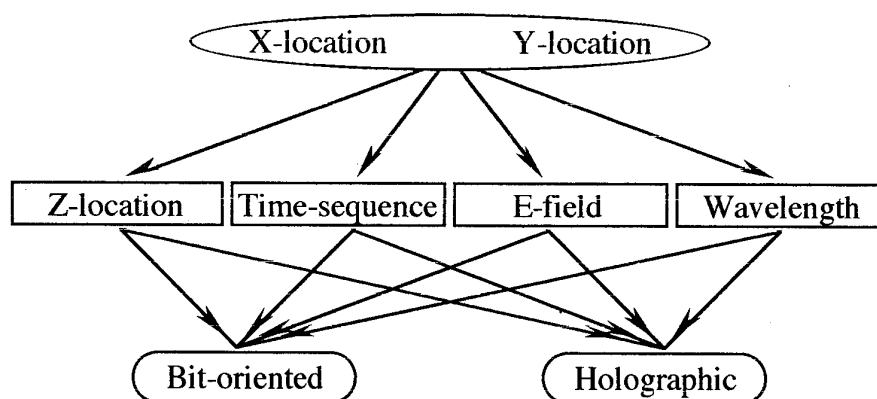 X-location Y-location
Z-location Time-sequence E-field Wavelength
Bit-oriented Holographic